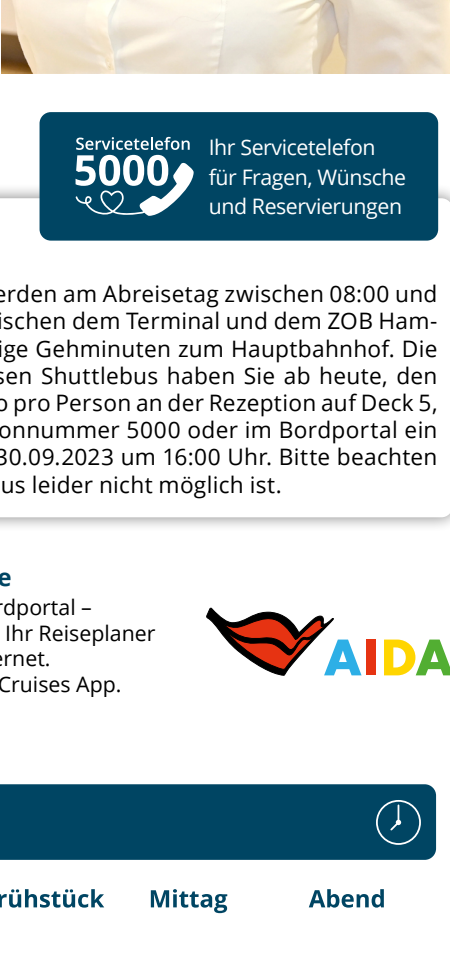 Servicetelefon
5000
Ihr Servicetelefon
für Fragen, Wünsche
und Reservierungen
erden am Abreisetag zwischen 08:00 und
ischen dem Terminal und dem ZOB Ham-
ige Gehminuten zum Hauptbahnhof. Die
sen Shuttlebus haben Sie ab heute, den
o pro Person an der Rezeption auf Deck 5,
onnummer 5000 oder im Bordportal ein
30.09.2023 um 16:00 Uhr. Bitte beachten
us leider nicht möglich ist.
e
rdportal –
Ihr Reiseplaner
ernet.
Cruises App.
AIDA
rühstück Mittag Abend